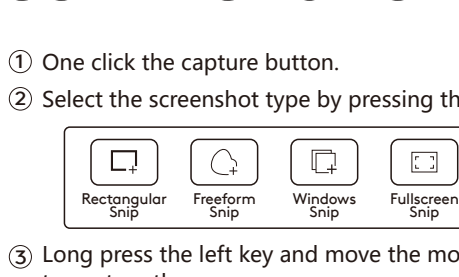 ① One click the capture button.
② Select the screenshot type by pressing th
Rectangular Snip
Freeform Snip
Windows Snip
Fullscreen Snip
③ Long press the left key and move the mo